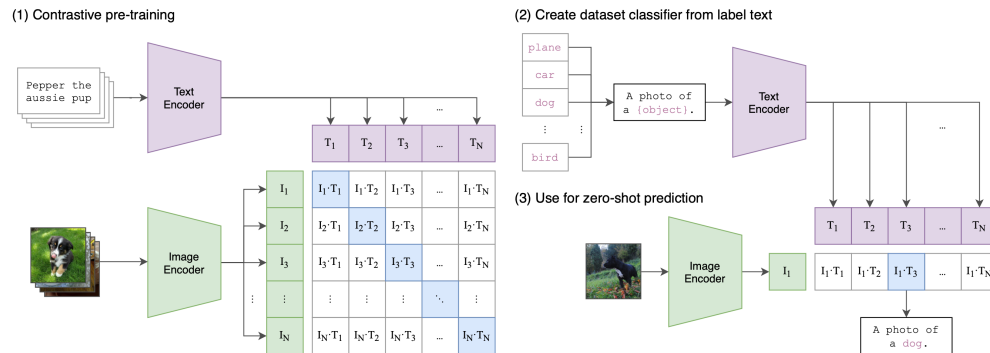 (1) Contrastive pre-training
Pepper the
aussie pup
Text
Encoder
...
T1 T2 T3 ... TN
I1 I1·T1 I1·T2 I1·T3 ... I1·TN
I2 I2·T1 I2·T2 I2·T3 ... I2·TN
I3 I3·T1 I3·T2 I3·T3 ... I3·TN
⋮ ⋮ ⋮ ⋮ ⋮ ⋱ ⋮
IN IN·T1 IN·T2 IN·T3 ... IN·TN
Image
Encoder
(2) Create dataset classifier from label text
plane
car
dog
⋮ ⋮
bird
A photo of
a {object}.
Text
Encoder
...
(3) Use for zero-shot prediction
Image
Encoder
T1 T2 T3 ... TN
I1 I1·T1 I1·T2 I1·T3 ... I1·TN
A photo of
a dog.